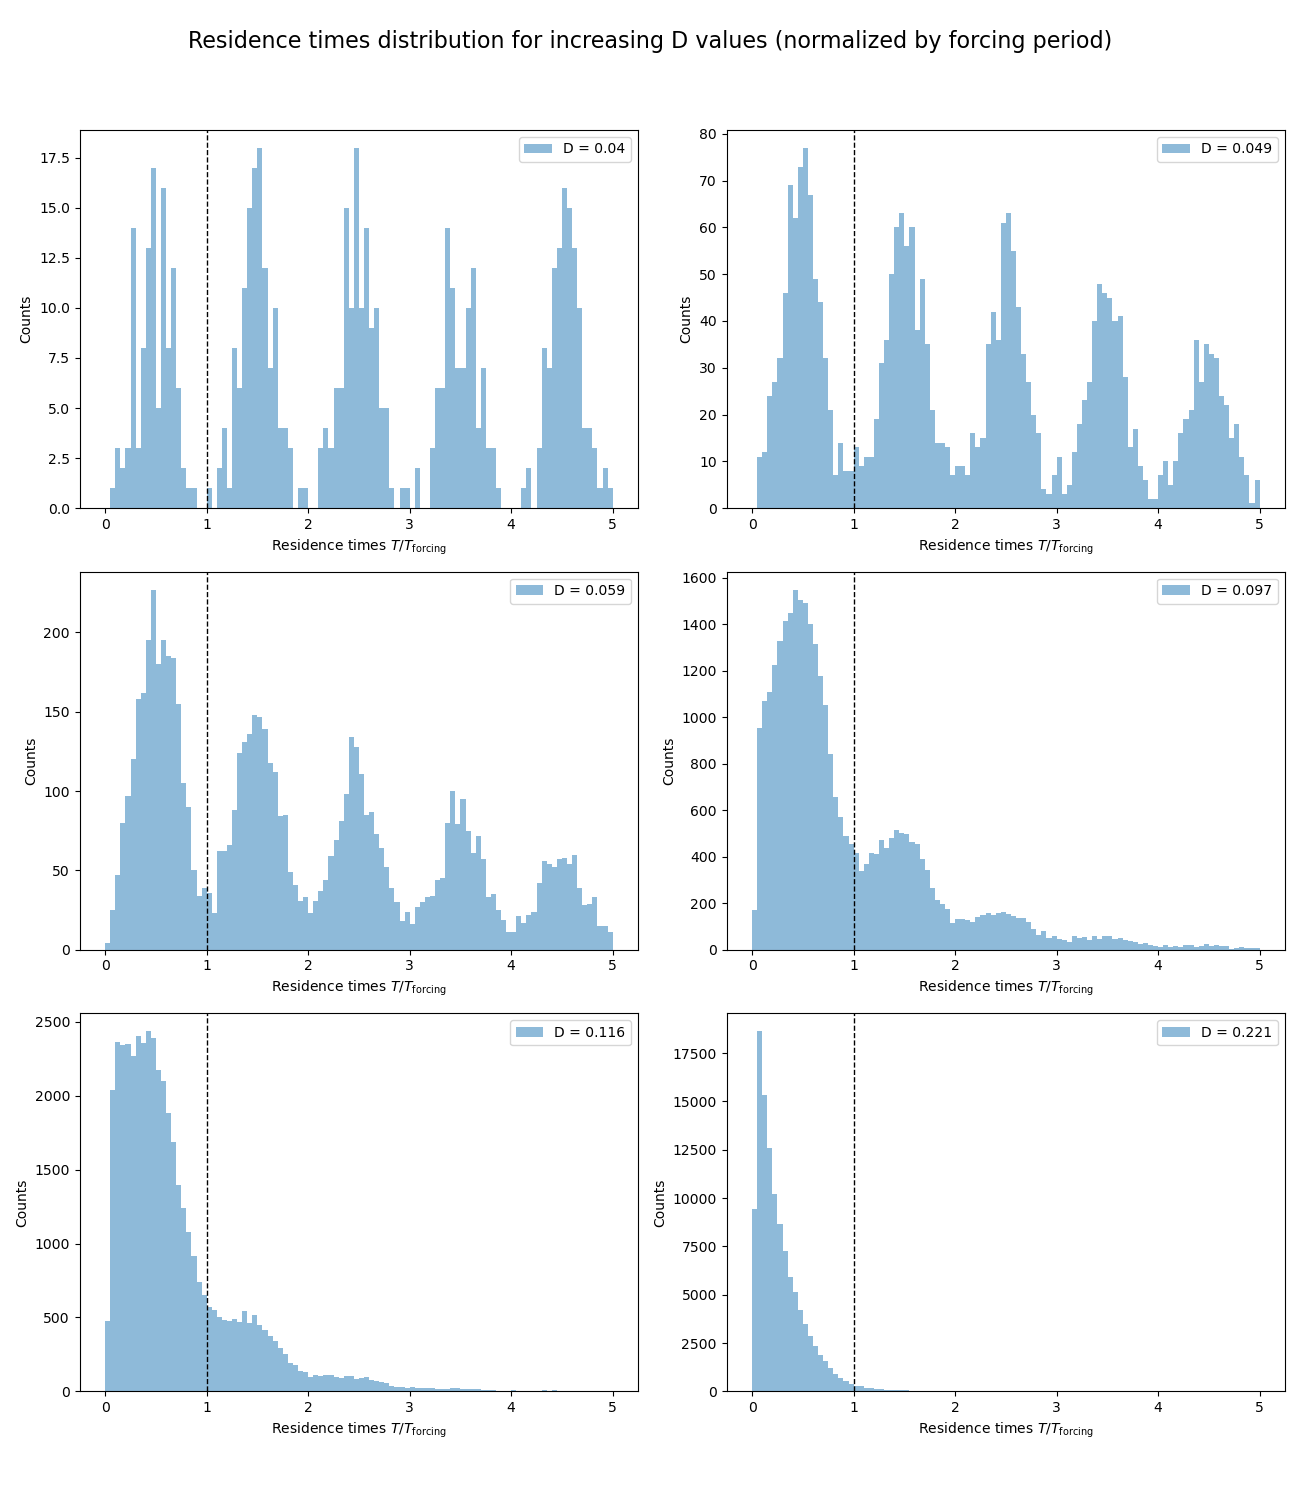 Residence times distribution for increasing D values (normalized by forcing period)
D = 0.04
17.5
15.0
12.5
10.0
7.5
5.0
2.5
0.0
Counts
0 1 2 3 4 5
Residence times T/T_forcing
D = 0.049
80
70
60
50
40
30
20
10
0
Counts
0 1 2 3 4 5
Residence times T/T_forcing
D = 0.059
200
150
100
50
0
Counts
0 1 2 3 4 5
Residence times T/T_forcing
D = 0.097
1600
1400
1200
1000
800
600
400
200
0
Counts
0 1 2 3 4 5
Residence times T/T_forcing
D = 0.116
2500
2000
1500
1000
500
0
Counts
0 1 2 3 4 5
Residence times T/T_forcing
D = 0.221
17500
15000
12500
10000
7500
5000
2500
0
Counts
0 1 2 3 4 5
Residence times T/T_forcing